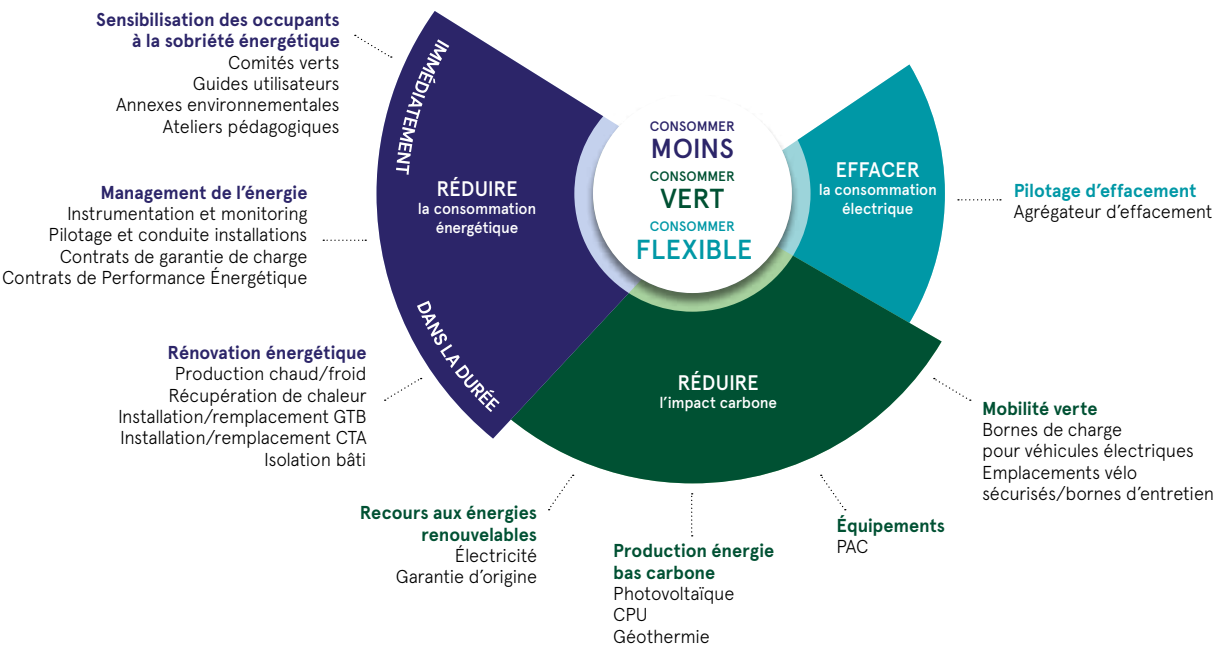 Sensibilisation des occupants
à la sobriété énergétique
Comités verts
Guides utilisateurs
Annexes environnementales
Ateliers pédagogiques
Management de l’énergie
Instrumentation et monitoring
Pilotage et conduite installations
Contrats de garantie de charge
Contrats de Performance Énergétique
Rénovation énergétique
Production chaud/froid
Récupération de chaleur
Installation/remplacement GTB
Installation/remplacement CTA
Isolation bâti
IMMÉDIATEMENT
RÉDUIRE
la consommation
énergétique
DANS LA DURÉE
CONSOMMER
MOINS
CONSOMMER
VERT
CONSOMMER
FLEXIBLE
EFFACER
la consommation
électrique
Pilotage d’effacement
Agrégateur d’effacement
RÉDUIRE
l’impact carbone
Recours aux énergies
renouvelables
Électricité
Garantie d’origine
Production énergie
bas carbone
Photovoltaïque
CPU
Géothermie
Équipements
PAC
Mobilité verte
Bornes de charge
pour véhicules électriques
Emplacements vélo
sécurisés/bornes d’entretien